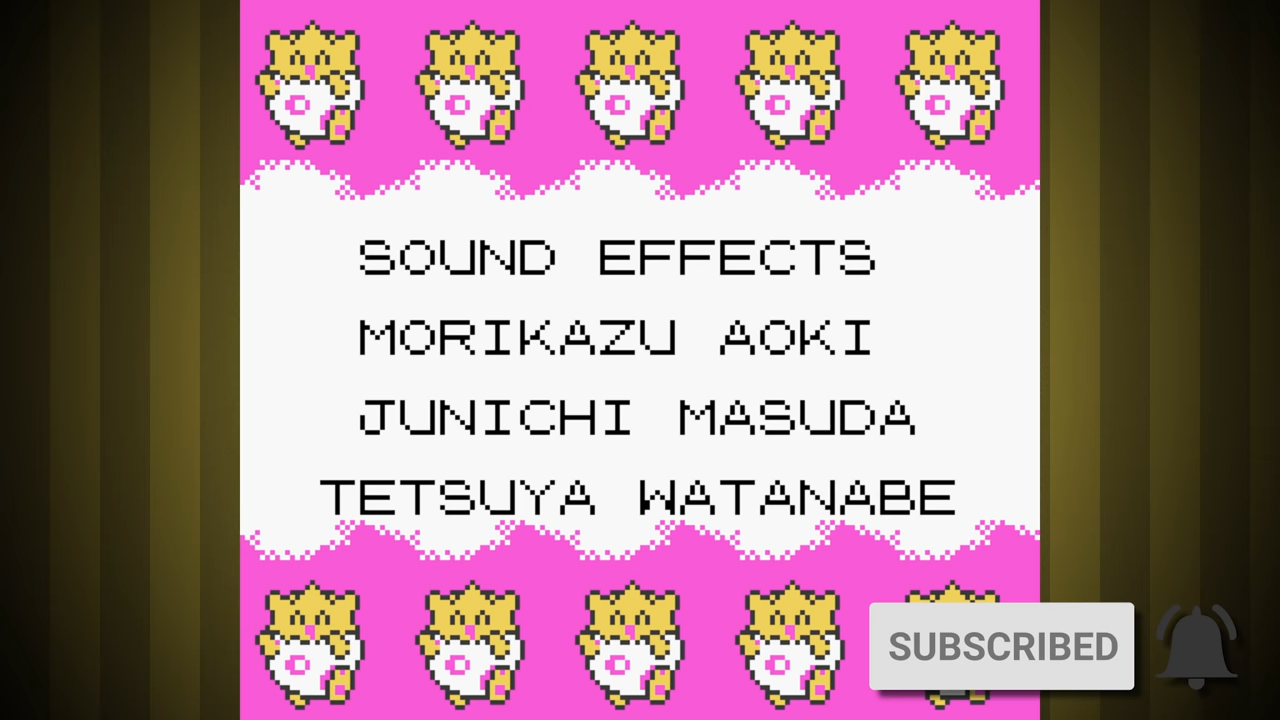 SOUND EFFECTS
MORIKAZU AOKI
JUNICHI MASUDA
TETSUYA WATANABE
SUBSCRIBED